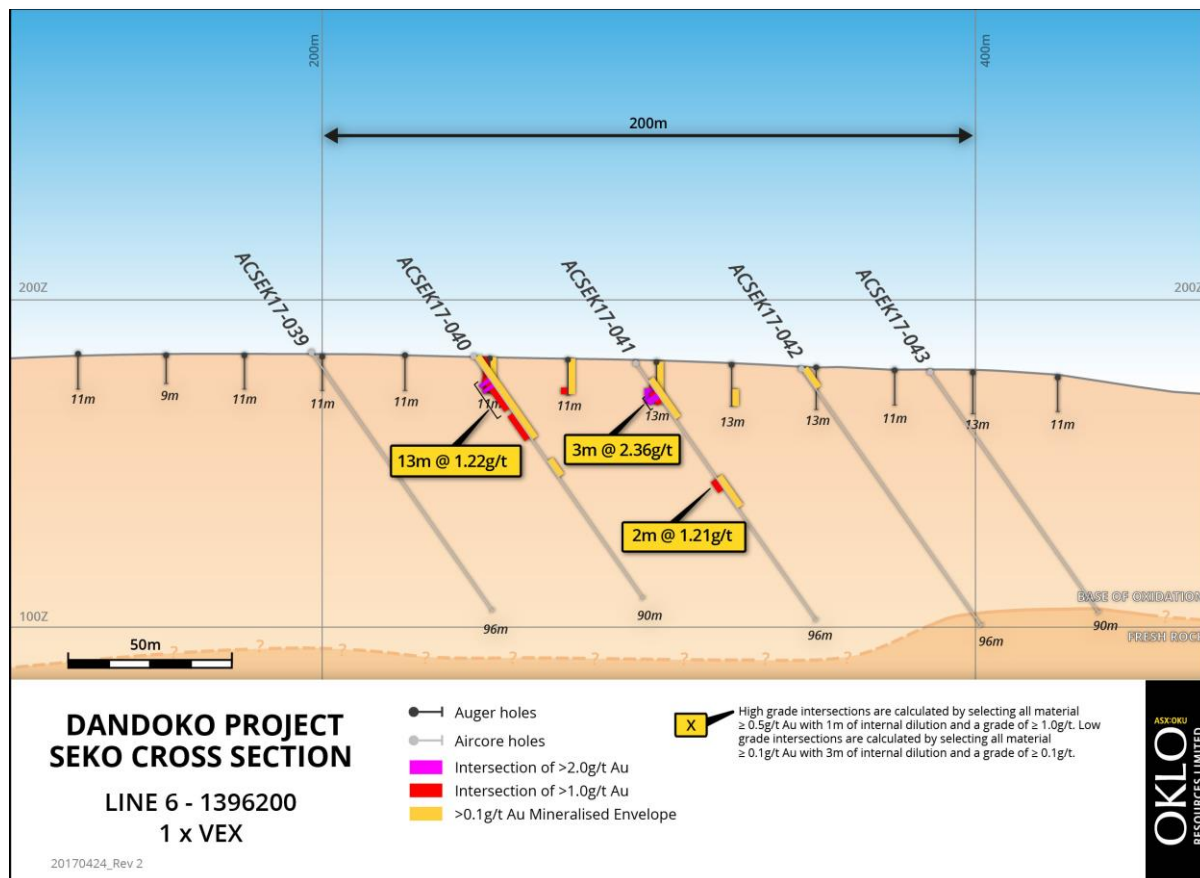 200m
400m
200m
ACSEK17-039
ACSEK17-040
ACSEK17-041
ACSEK17-042
ACSEK17-043
200Z
200Z
11m
9m
11m
11m
11m
11m
11m
13m
13m
13m
11m
13m
11m
13m @ 1.22g/t
3m @ 2.36g/t
2m @ 1.21g/t
BASE OF OXIDATION
100Z
96m
90m
96m
96m
90m
FRESH ROCK
50m
? ? ? ? ? ? ? ? ?
DANDOKO PROJECT
SEKO CROSS SECTION
LINE 6 - 1396200
1 x VEX
20170424_Rev 2
Auger holes
Aircore holes
Intersection of >2.0g/t Au
Intersection of >1.0g/t Au
>0.1g/t Au Mineralised Envelope
X
High grade intersections are calculated by selecting all material
≥ 0.5g/t Au with 1m of internal dilution and a grade of ≥ 1.0g/t. Low
grade intersections are calculated by selecting all material
≥ 0.1g/t Au with 3m of internal dilution and a grade of ≥ 0.1g/t.
ASX:OKU
OKLO
RESOURCES LIMITED